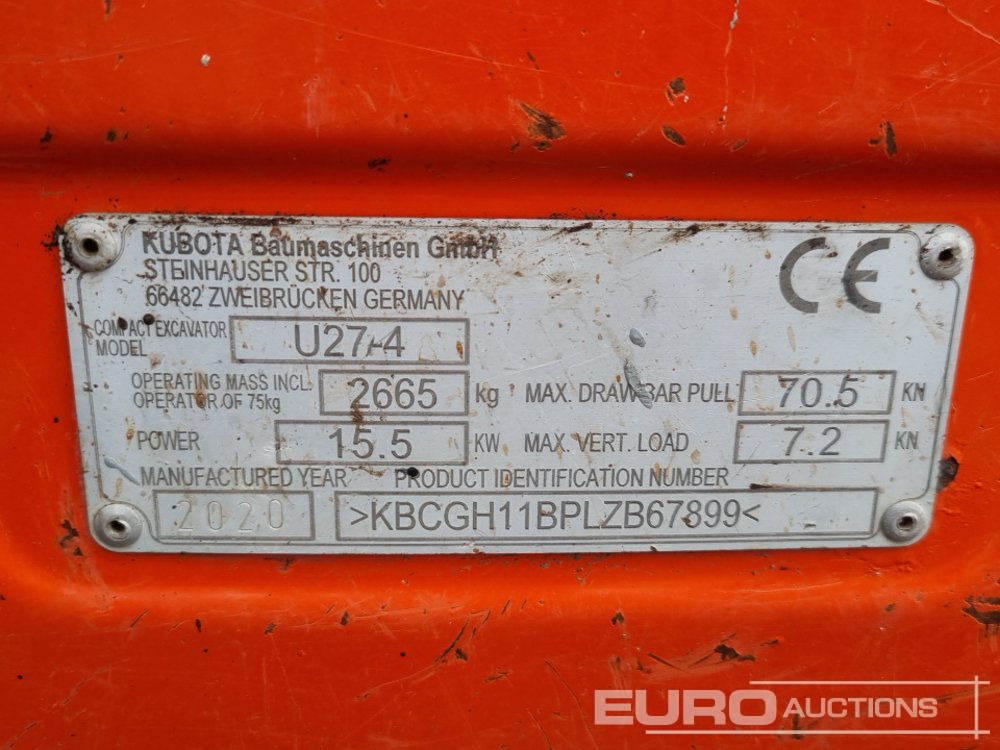 KUBOTA Baumaschinen GmbH
STEINHAUSER STR. 100
66482 ZWEIBRÜCKEN GERMANY
CE
COMPACT EXCAVATOR
MODEL
U27-4
OPERATING MASS INCL.
OPERATOR OF 75kg
2665 kg
MAX. DRAWBAR PULL 70.5 KN
POWER 15.5 KW
MAX. VERT. LOAD 7.2 KN
MANUFACTURED YEAR PRODUCT IDENTIFICATION NUMBER
2020 >KBCGH11BPLZB67899<
EURO AUCTIONS